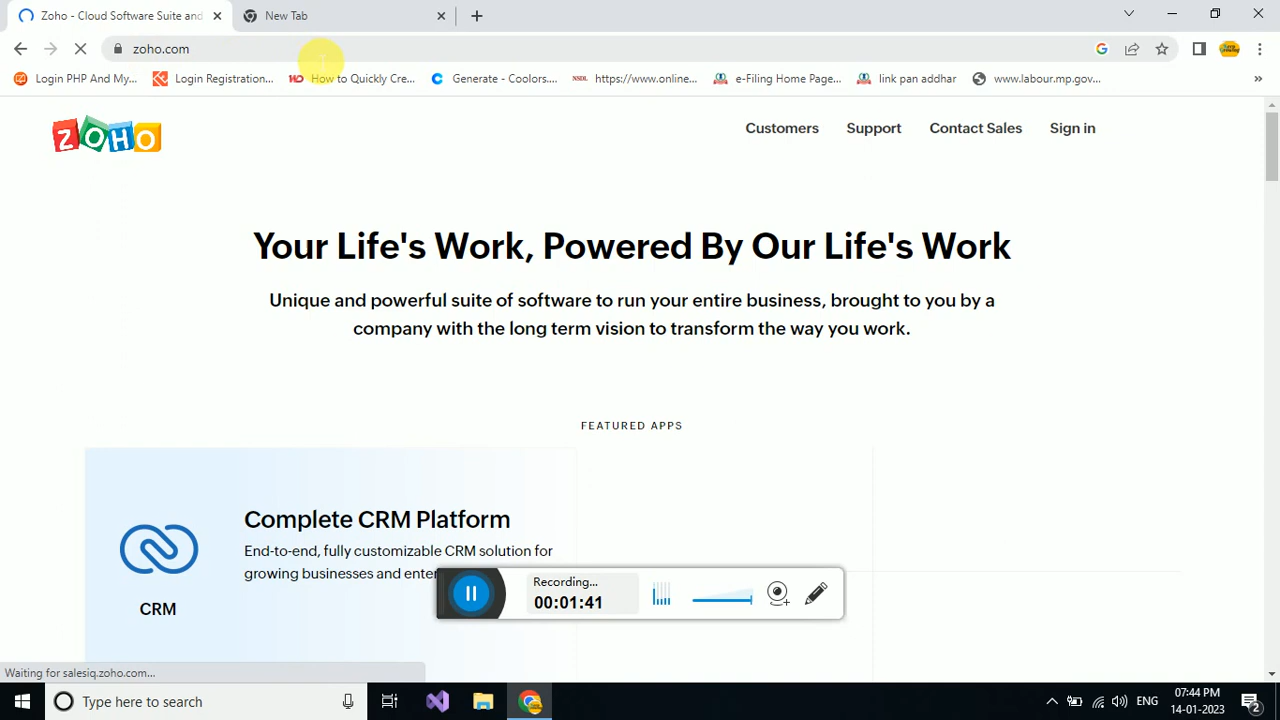 Zoho - Cloud Software Suite and
New Tab
zoho.com
Login PHP And My...
Login Registration...
How to Quickly Cre...
Generate - Coolors....
NSDL https://www.online...
e-Filing Home Page...
link pan addhar
www.labour.mp.gov...
ZOHO
Customers
Support
Contact Sales
Sign in
Your Life's Work, Powered By Our Life's Work
Unique and powerful suite of software to run your entire business, brought to you by a
company with the long term vision to transform the way you work.
FEATURED APPS
Complete CRM Platform
End-to-end, fully customizable CRM solution for
growing businesses and enter
CRM
Recording...
00:01:41
Waiting for salesiq.zoho.com...
Type here to search
ENG
07:44 PM
14-01-2023
2